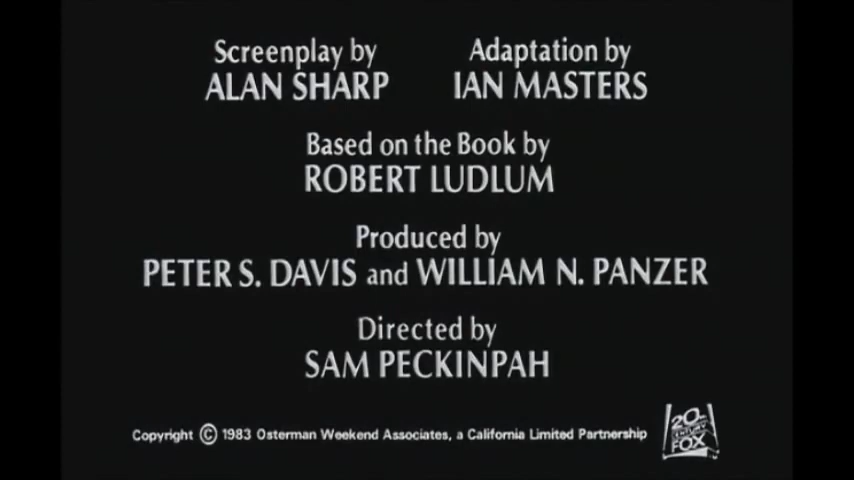 Screenplay by
ALAN SHARP
Adaptation by
IAN MASTERS
Based on the Book by
ROBERT LUDLUM
Produced by
PETER S. DAVIS and WILLIAM N. PANZER
Directed by
SAM PECKINPAH
Copyright © 1983 Osterman Weekend Associates, a California Limited Partnership
20th
CENTURY
FOX